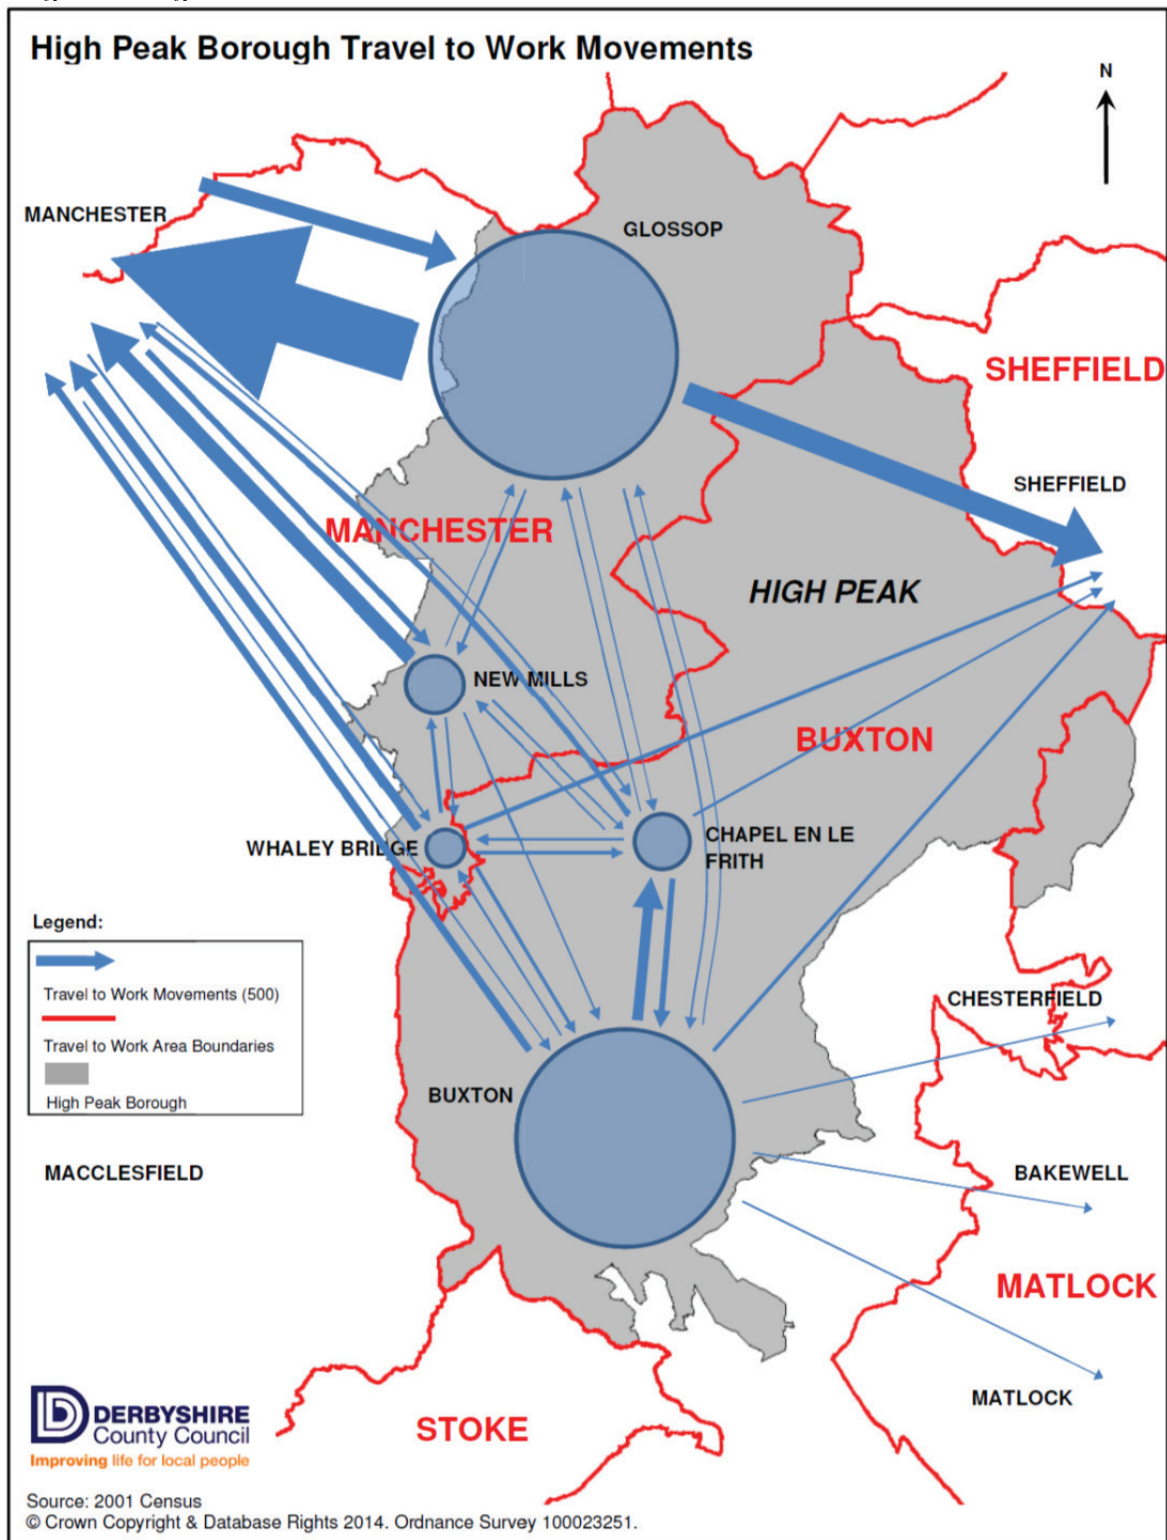 High Peak Borough Travel to Work Movements
N
MANCHESTER
GLOSSOP
SHEFFIELD
SHEFFIELD
MANCHESTER
HIGH PEAK
NEW MILLS
BUXTON
WHALEY BRIDGE
CHAPEL EN LE
FRITH
Legend:
Travel to Work Movements (500)
Travel to Work Area Boundaries
High Peak Borough
CHESTERFIELD
BUXTON
MACCLESFIELD
BAKEWELL
MATLOCK
MATLOCK
STOKE
DERBYSHIRE
County Council
Improving life for local people
Source: 2001 Census
© Crown Copyright & Database Rights 2014. Ordnance Survey 100023251.